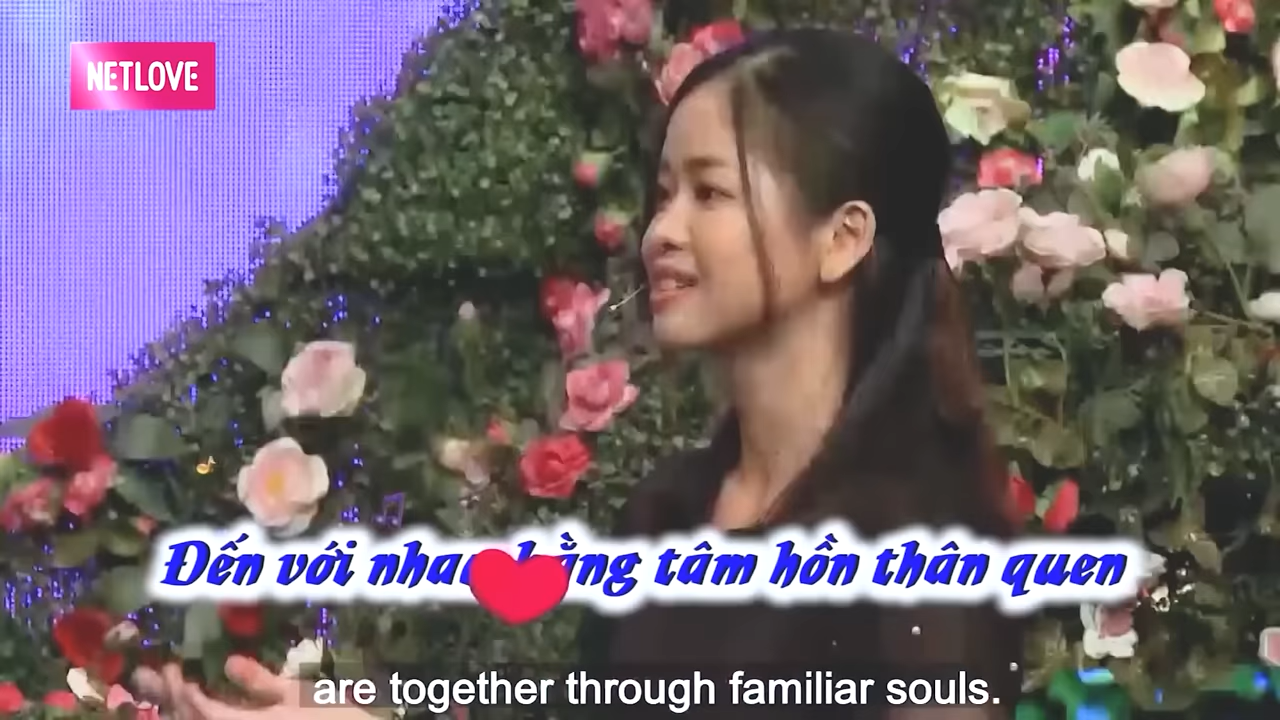 NETLOVE
Đến với nhau bằng tâm hồn thân quen
are together through familiar souls.